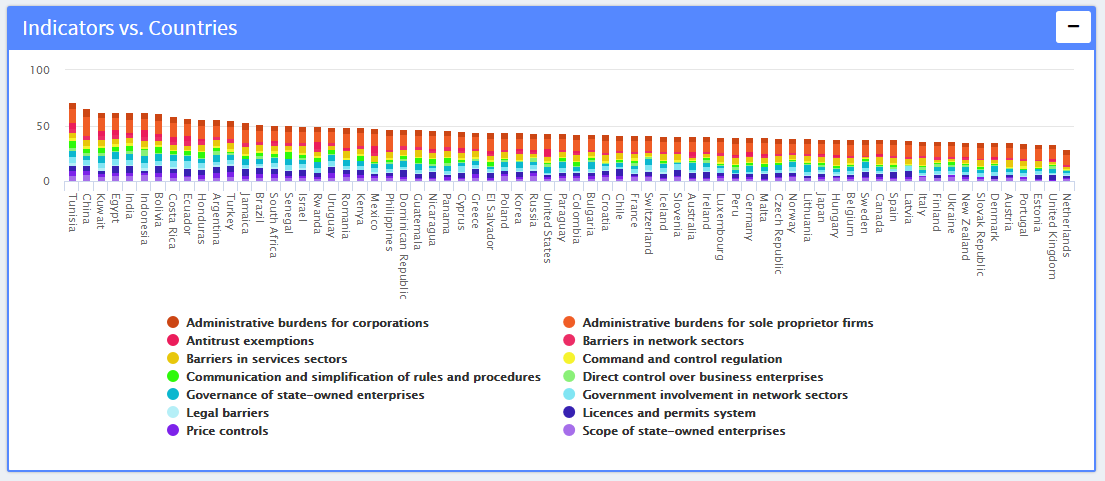 Indicators vs. Countries
100
50
0
Tunisia
China
Kuwait
Egypt
India
Indonesia
Bolivia
Costa Rica
Ecuador
Honduras
Argentina
Turkey
Jamaica
Brazil
South Africa
Senegal
Israel
Rwanda
Uruguay
Romania
Kenya
Mexico
Philippines
Dominican Republic
Guatemala
Nicaragua
Panama
Cyprus
Greece
El Salvador
Poland
Korea
Russia
United States
Paraguay
Colombia
Bulgaria
Croatia
Chile
France
Switzerland
Iceland
Slovenia
Australia
Ireland
Luxembourg
Peru
Germany
Malta
Czech Republic
Norway
Lithuania
Japan
Hungary
Belgium
Sweden
Canada
Spain
Latvia
Italy
Finland
Ukraine
New Zealand
Slovak Republic
Denmark
Austria
Portugal
Estonia
United Kingdom
Netherlands
Administrative burdens for corporations
Administrative burdens for sole proprietor firms
Antitrust exemptions
Barriers in network sectors
Barriers in services sectors
Command and control regulation
Communication and simplification of rules and procedures
Direct control over business enterprises
Governance of state-owned enterprises
Government involvement in network sectors
Legal barriers
Licences and permits system
Price controls
Scope of state-owned enterprises